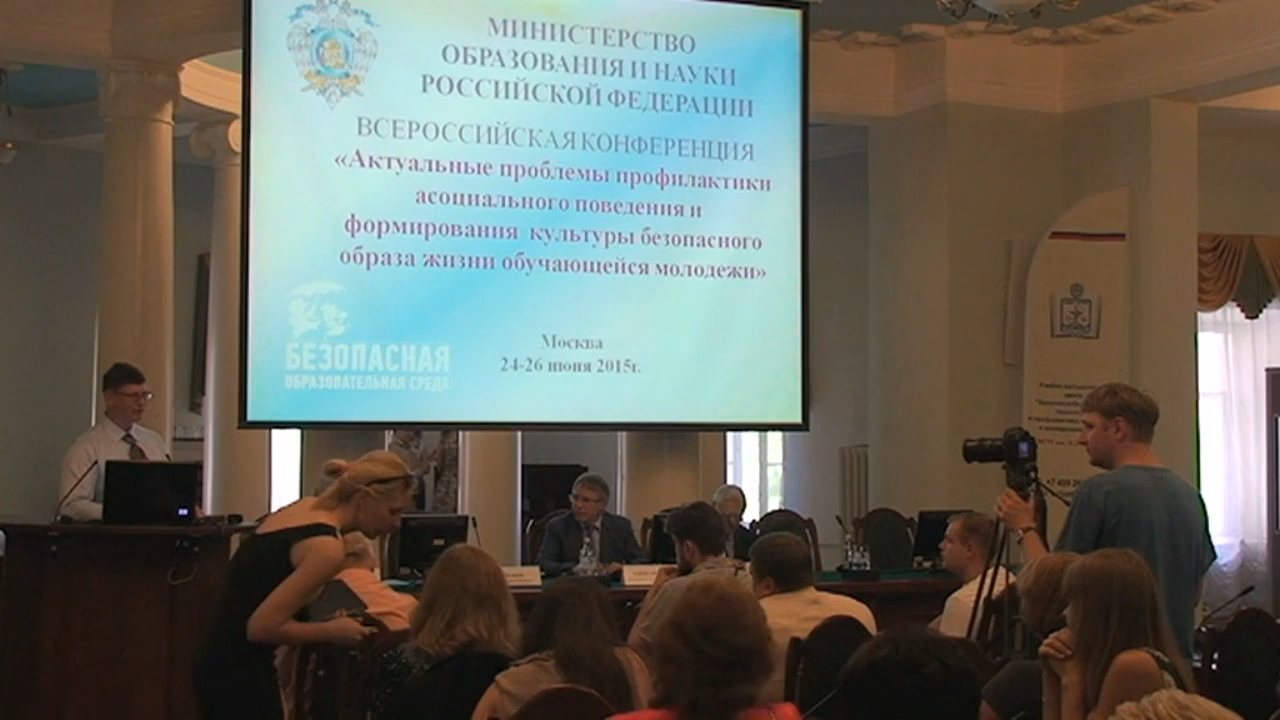 МИНИСТЕРСТВО
ОБРАЗОВАНИЯ И НАУКИ
РОССИЙСКОЙ ФЕДЕРАЦИИ
ВСЕРОССИЙСКАЯ КОНФЕРЕНЦИЯ
«Актуальные проблемы профилактики
асоциального поведения и
формирования культуры безопасного
образа жизни обучающейся молодежи»
Москва
24-26 июня 2015г.
БЕЗОПАСНАЯ
ОБРАЗОВАТЕЛЬНАЯ СРЕДА